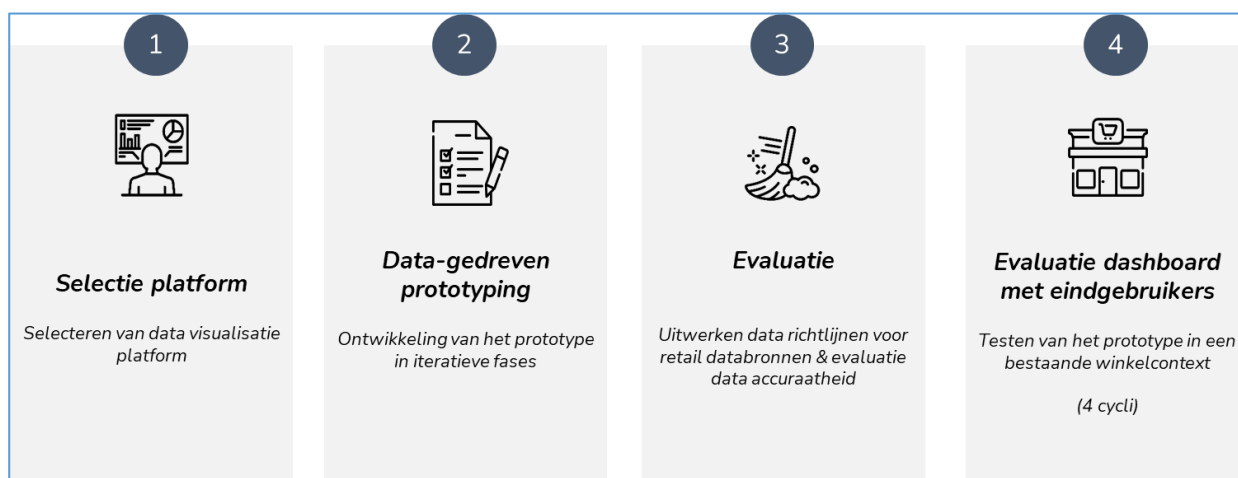 1
Selectie platform
Selecteren van data visualisatie
platform
2
Data-gedreven
prototyping
Ontwikkeling van het prototype
in iteratieve fases
3
Evaluatie
Uitwerken data richtlijnen voor
retail databronnen & evaluatie
data accuraatheid
4
Evaluatie dashboard
met eindgebruikers
Testen van het prototype in een
bestaande winkelcontext
(4 cycli)